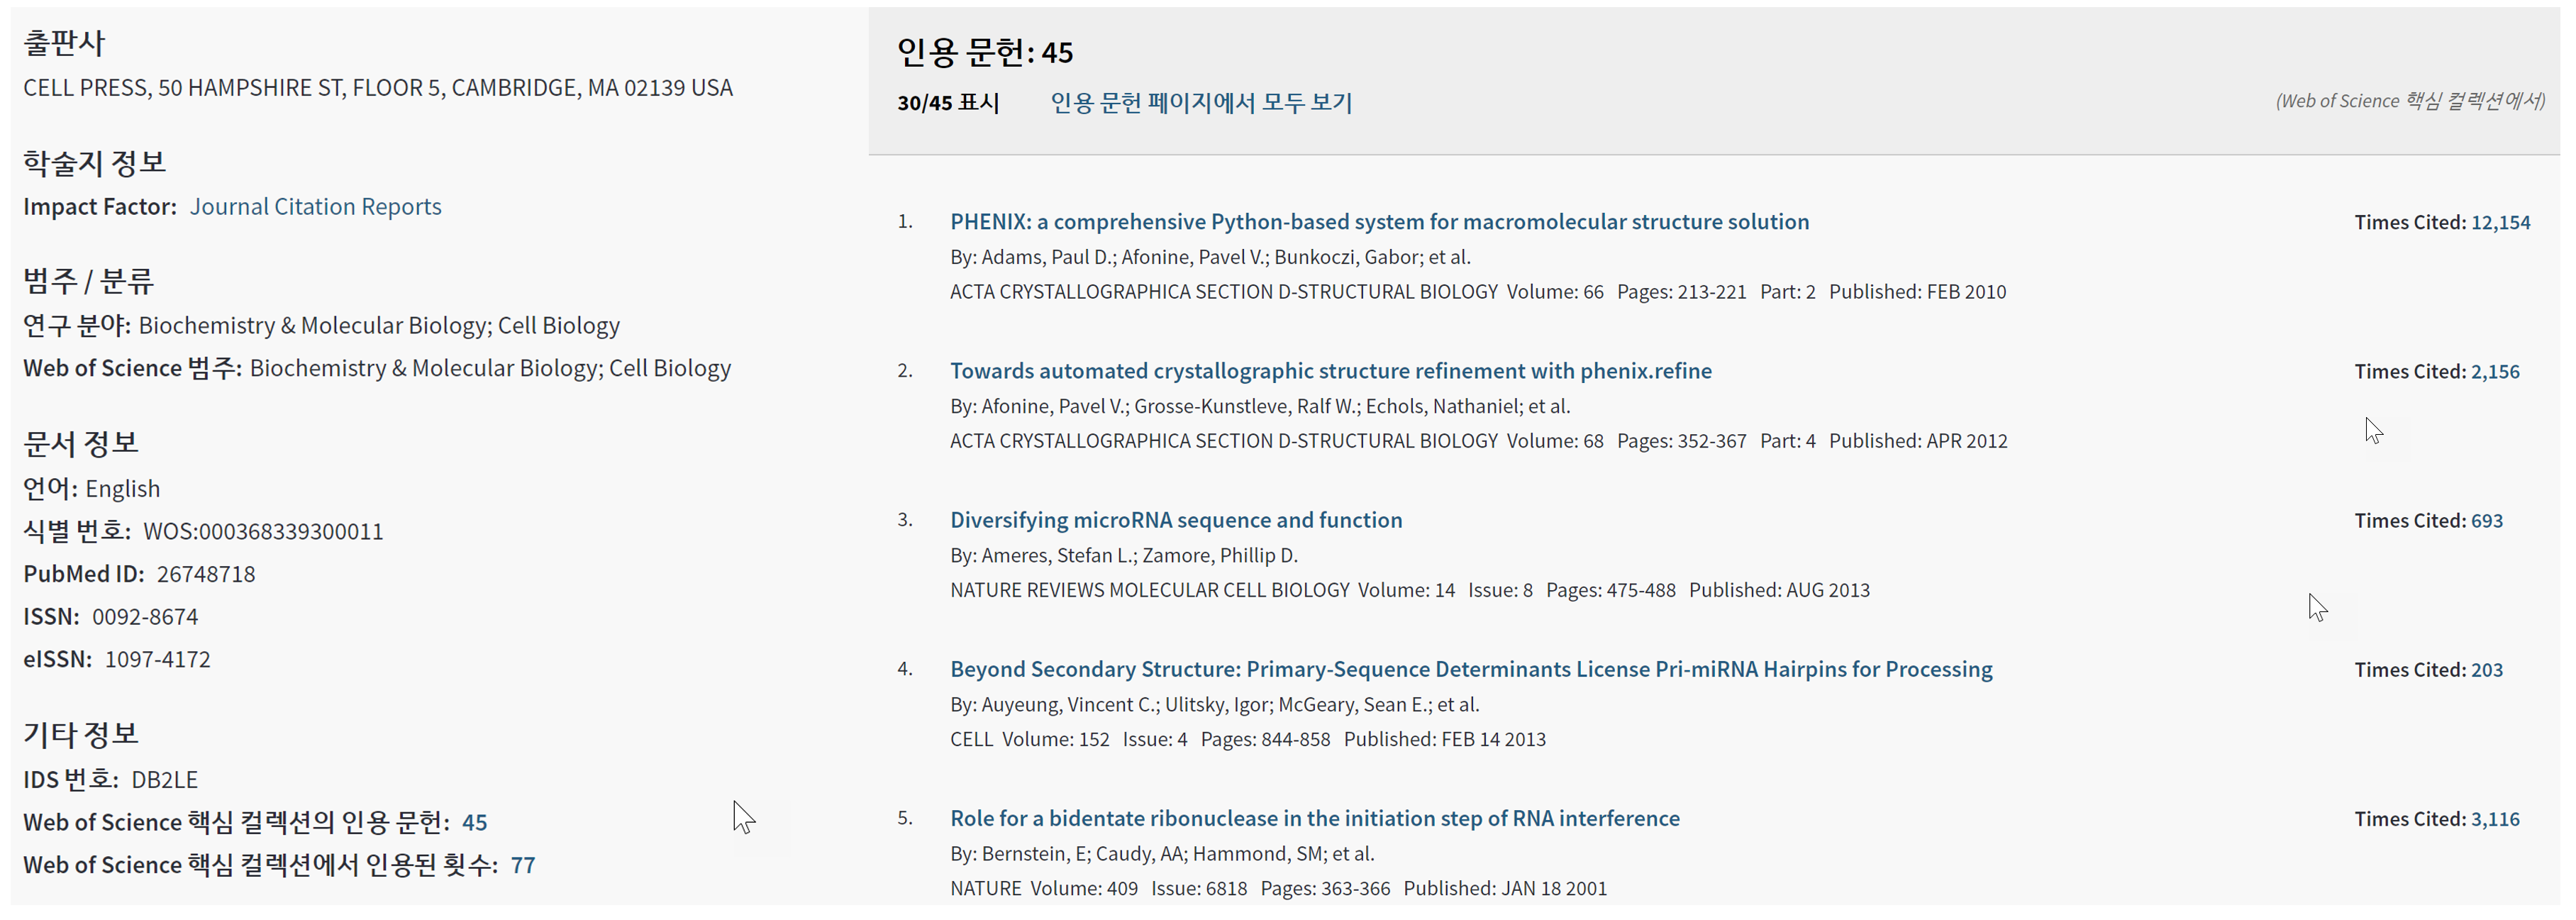 출판사
CELL PRESS, 50 HAMPSHIRE ST, FLOOR 5, CAMBRIDGE, MA 02139 USA
학술지 정보
Impact Factor: Journal Citation Reports
범주 / 분류
연구 분야: Biochemistry & Molecular Biology; Cell Biology
Web of Science 범주: Biochemistry & Molecular Biology; Cell Biology
문서 정보
언어: English
식별 번호: WOS:000368339300011
PubMed ID: 26748718
ISSN: 0092-8674
eISSN: 1097-4172
기타 정보
IDS 번호: DB2LE
Web of Science 핵심 컬렉션의 인용 문헌: 45
Web of Science 핵심 컬렉션에서 인용된 횟수: 77
인용 문헌: 45
30/45 표시 인용 문헌 페이지에서 모두 보기 (Web of Science 핵심 컬렉션에서)
1. PHENIX: a comprehensive Python-based system for macromolecular structure solution Times Cited: 12,154
By: Adams, Paul D.; Afonine, Pavel V.; Bunkoczi, Gabor; et al.
ACTA CRYSTALLOGRAPHICA SECTION D-STRUCTURAL BIOLOGY Volume: 66 Pages: 213-221 Part: 2 Published: FEB 2010
2. Towards automated crystallographic structure refinement with phenix.refine Times Cited: 2,156
By: Afonine, Pavel V.; Grosse-Kunstleve, Ralf W.; Echols, Nathaniel; et al.
ACTA CRYSTALLOGRAPHICA SECTION D-STRUCTURAL BIOLOGY Volume: 68 Pages: 352-367 Part: 4 Published: APR 2012
3. Diversifying microRNA sequence and function Times Cited: 693
By: Ameres, Stefan L.; Zamore, Phillip D.
NATURE REVIEWS MOLECULAR CELL BIOLOGY Volume: 14 Issue: 8 Pages: 475-488 Published: AUG 2013
4. Beyond Secondary Structure: Primary-Sequence Determinants License Pri-miRNA Hairpins for Processing Times Cited: 203
By: Auyeung, Vincent C.; Ulitsky, Igor; McGeary, Sean E.; et al.
CELL Volume: 152 Issue: 4 Pages: 844-858 Published: FEB 14 2013
5. Role for a bidentate ribonuclease in the initiation step of RNA interference Times Cited: 3,116
By: Bernstein, E; Caudy, AA; Hammond, SM; et al.
NATURE Volume: 409 Issue: 6818 Pages: 363-366 Published: JAN 18 2001